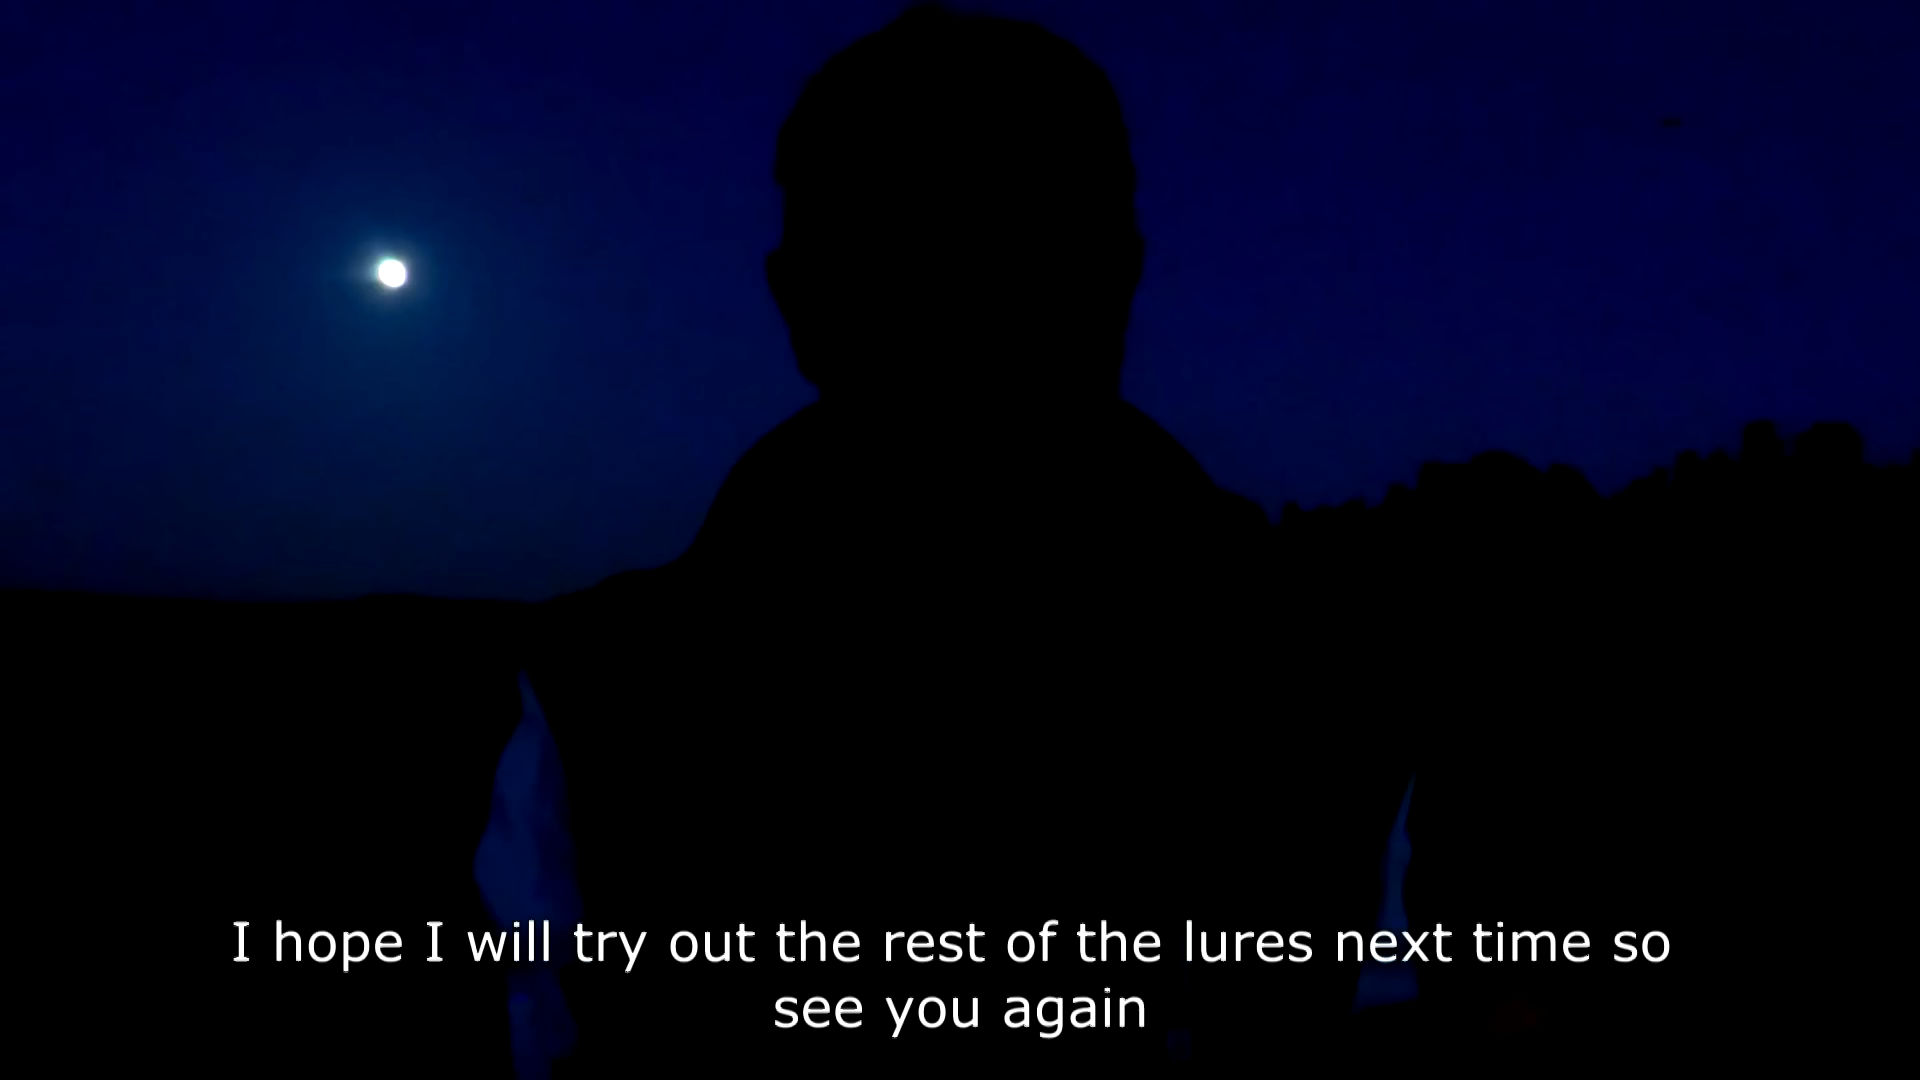 I hope I will try out the rest of the lures next time so
see you again